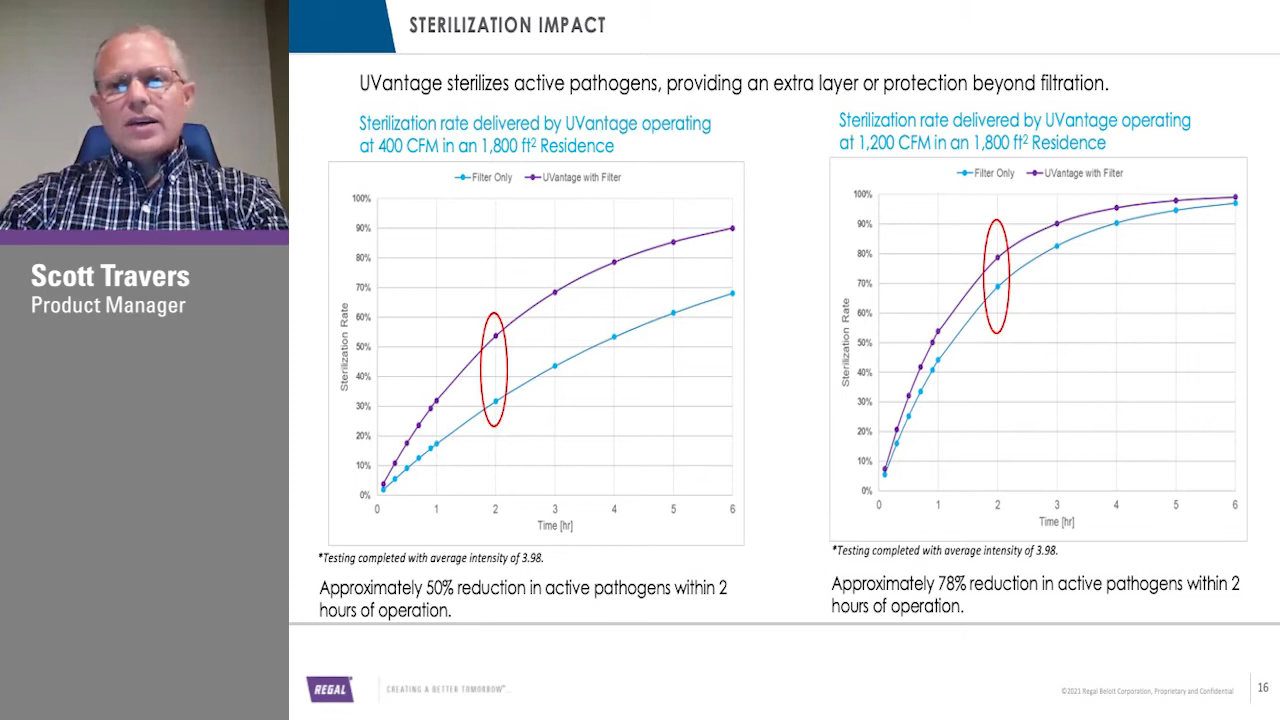 STERILIZATION IMPACT
UVantage sterilizes active pathogens, providing an extra layer or protection beyond filtration.
Sterilization rate delivered by UVantage operating
at 400 CFM in an 1,800 ft² Residence
Filter Only
UVantage with Filter
100%
90%
80%
70%
60%
50%
40%
30%
20%
10%
0%
Sterilization Rate
0 1 2 3 4 5 6
Time [hr]
*Testing completed with average intensity of 3.98.
Approximately 50% reduction in active pathogens within 2
hours of operation.
Sterilization rate delivered by UVantage operating
at 1,200 CFM in an 1,800 ft² Residence
Filter Only
UVantage with Filter
100%
90%
80%
70%
60%
50%
40%
30%
20%
10%
0%
Sterilization Rate
0 1 2 3 4 5 6
Time [hr]
*Testing completed with average intensity of 3.98.
Approximately 78% reduction in active pathogens within 2
hours of operation.
Scott Travers
Product Manager
REGAL
CREATING A BETTER TOMORROW™...
©2021 Regal Beloit Corporation, Proprietary and Confidential
16